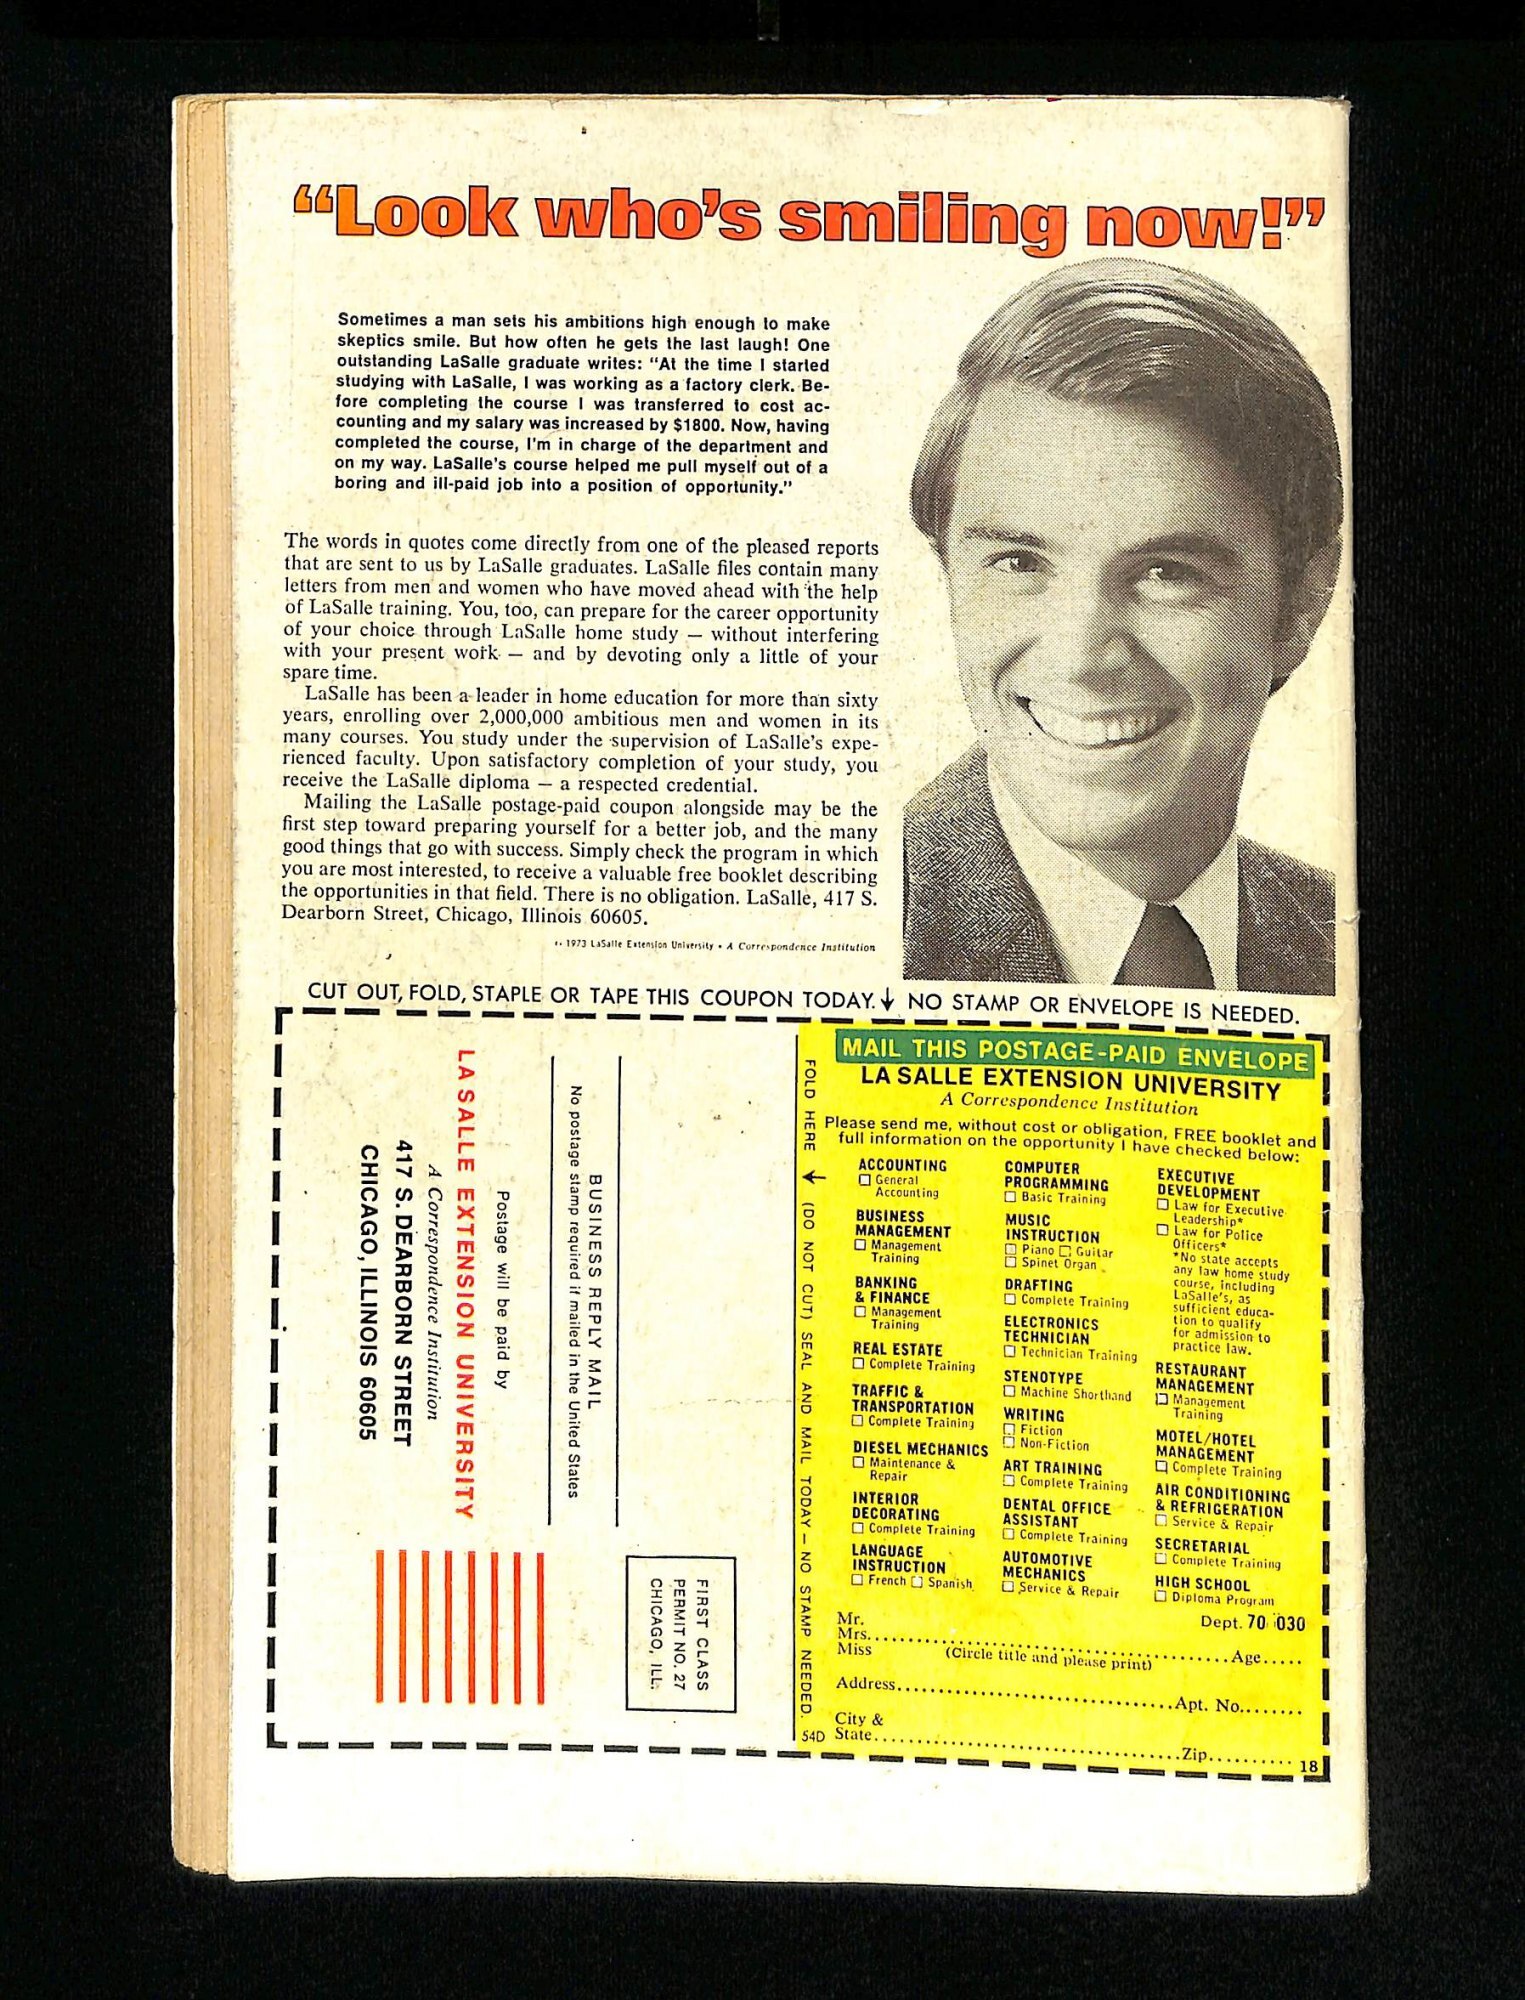 “Look who’s smiling now!”
Sometimes a man sets his ambitions high enough to make
skeptics smile. But how often he gets the last laugh! One
outstanding LaSalle graduate writes: “At the time I started
studying with LaSalle, I was working as a factory clerk. Be-
fore completing the course I was transferred to cost ac-
counting and my salary was increased by $1800. Now, having
completed the course, I’m in charge of the department and
on my way. LaSalle’s course helped me pull myself out of a
boring and ill-paid job into a position of opportunity.”
The words in quotes come directly from one of the pleased reports
that are sent to us by LaSalle graduates. LaSalle files contain many
letters from men and women who have moved ahead with the help
of LaSalle training. You, too, can prepare for the career opportunity
of your choice through LaSalle home study — without interfering
with your present work — and by devoting only a little of your
spare time.
LaSalle has been a leader in home education for more than sixty
years, enrolling over 2,000,000 ambitious men and women in its
many courses. You study under the supervision of LaSalle’s expe-
rienced faculty. Upon satisfactory completion of your study, you
receive the LaSalle diploma — a respected credential.
Mailing the LaSalle postage-paid coupon alongside may be the
first step toward preparing yourself for a better job, and the many
good things that go with success. Simply check the program in which
you are most interested, to receive a valuable free booklet describing
the opportunities in that field. There is no obligation. LaSalle, 417 S.
Dearborn Street, Chicago, Illinois 60605.
1973 LaSalle Extension University • A Correspondence Institution
CUT OUT, FOLD, STAPLE OR TAPE THIS COUPON TODAY. ↓ NO STAMP OR ENVELOPE IS NEEDED.
FIRST CLASS
PERMIT NO. 27
CHICAGO, ILL.
BUSINESS REPLY MAIL
No postage stamp required if mailed in the United States
Postage will be paid by
LA SALLE EXTENSION UNIVERSITY
A Correspondence Institution
417 S. DEARBORN STREET
CHICAGO, ILLINOIS 60605
FOLD HERE (DO NOT CUT) SEAL AND MAIL TODAY — NO STAMP NEEDED.
54D
MAIL THIS POSTAGE-PAID ENVELOPE
LA SALLE EXTENSION UNIVERSITY
A Correspondence Institution
Please send me, without cost or obligation, FREE booklet and
full information on the opportunity I have checked below:
ACCOUNTING
□ General
Accounting
BUSINESS
MANAGEMENT
□ Management
Training
BANKING
& FINANCE
□ Management
Training
REAL ESTATE
□ Complete Training
TRAFFIC &
TRANSPORTATION
□ Complete Training
DIESEL MECHANICS
□ Maintenance &
Repair
INTERIOR
DECORATING
□ Complete Training
LANGUAGE
INSTRUCTION
□ French □ Spanish
COMPUTER
PROGRAMMING
□ Basic Training
MUSIC
INSTRUCTION
□ Piano □ Guitar
□ Spinet Organ
DRAFTING
□ Complete Training
ELECTRONICS
TECHNICIAN
□ Technician Training
STENOTYPE
□ Machine Shorthand
WRITING
□ Fiction
□ Non-Fiction
ART TRAINING
□ Complete Training
DENTAL OFFICE
ASSISTANT
□ Complete Training
AUTOMOTIVE
MECHANICS
□ Service & Repair
EXECUTIVE
DEVELOPMENT
□ Law for Executive
Leadership*
□ Law for Police
Officers*
*No state accepts
any law home study
course, including
LaSalle’s, as
sufficient educa-
tion to qualify
for admission to
practice law.
RESTAURANT
MANAGEMENT
□ Management
Training
MOTEL/HOTEL
MANAGEMENT
□ Complete Training
AIR CONDITIONING
& REFRIGERATION
□ Service & Repair
SECRETARIAL
□ Complete Training
HIGH SCHOOL
□ Diploma Program
Dept. 70 030
Mr.
Mrs.
Miss (Circle title and please print) Age
Address Apt. No.
City &
State Zip
18